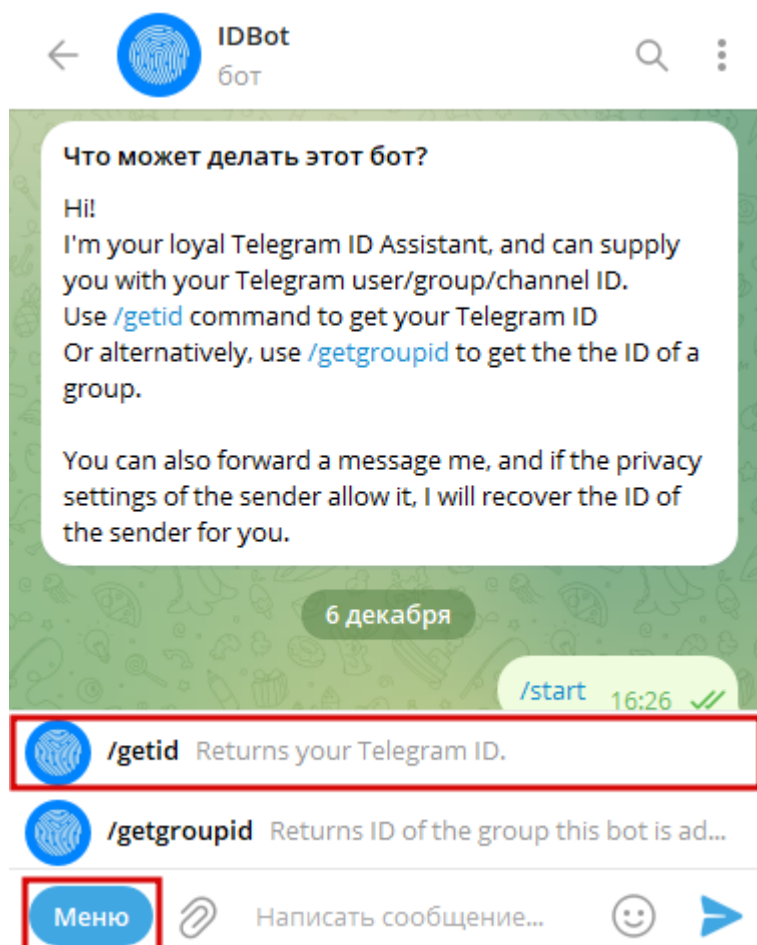 IDBot
бот
Что может делать этот бот?
Hi!
I'm your loyal Telegram ID Assistant, and can supply
you with your Telegram user/group/channel ID.
Use /getid command to get your Telegram ID
Or alternatively, use /getgroupid to get the the ID of a
group.
You can also forward a message me, and if the privacy
settings of the sender allow it, I will recover the ID of
the sender for you.
6 декабря
/start 16:26
/getid Returns your Telegram ID.
/getgroupid Returns ID of the group this bot is ad...
Меню Написать сообщение...